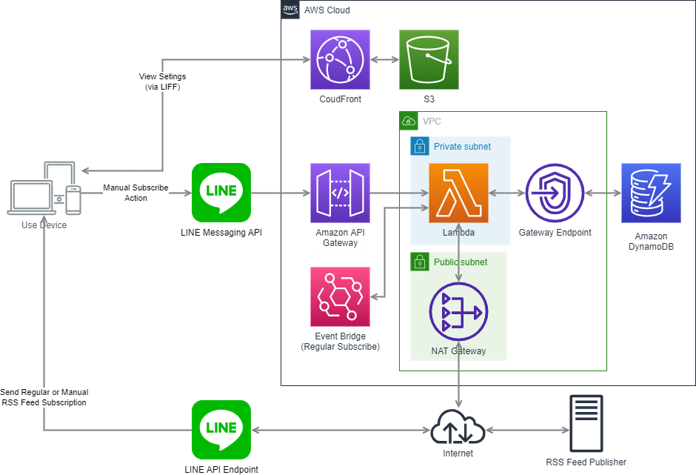 aws
AWS Cloud
View Setings
(via LIFF)
CoudFront
S3
VPC
Private subnet
Manual Subscribe
Action
LINE
Use Device
LINE Messaging API
Amazon API
Gateway
Lambda
Gateway Endpoint
Amazon
DynamoDB
Public subnet
Event Bridge
(Regular Subscribe)
NAT Gateway
Send Regular or Manual
RSS Feed Subscription
LINE
LINE API Endpoint
Internet
RSS Feed Publisher